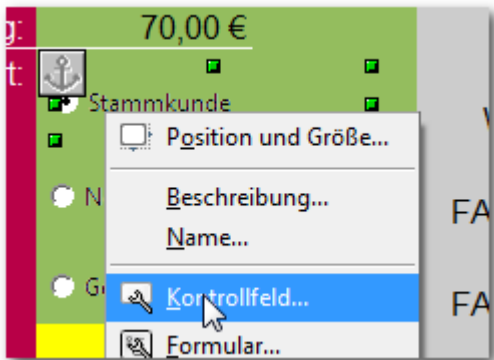 g: 70,00 €
t:
Stammkunde
Position und Größe...
N
Beschreibung...
FA
Name...
G
Kontrollfeld...
FA
Formular...